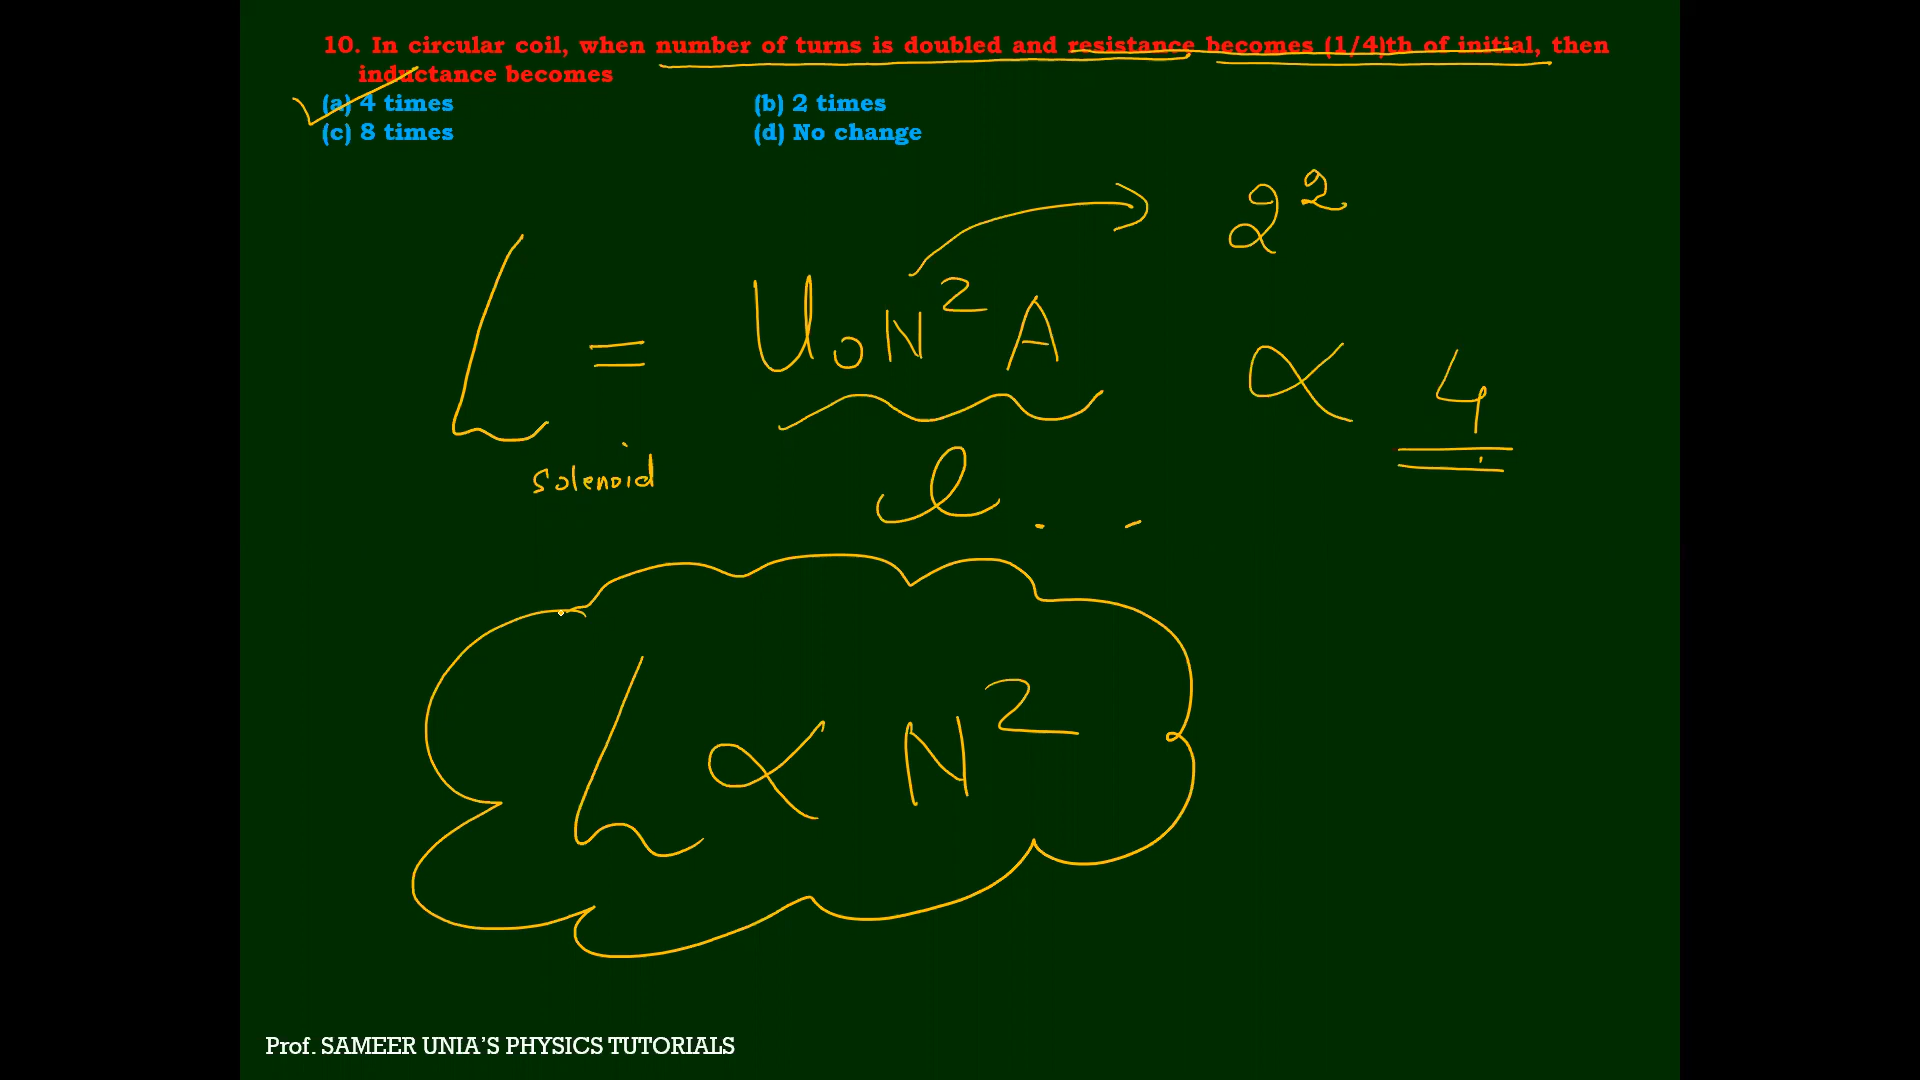 10. In circular coil, when number of turns is doubled and resistance becomes (1/4)th of initial, then
inductance becomes
(a) 4 times (b) 2 times
(c) 8 times (d) No change
2²
L = U₀N²A
∝ 4
solenoid
l
L ∝ N²
Prof. SAMEER UNIA'S PHYSICS TUTORIALS